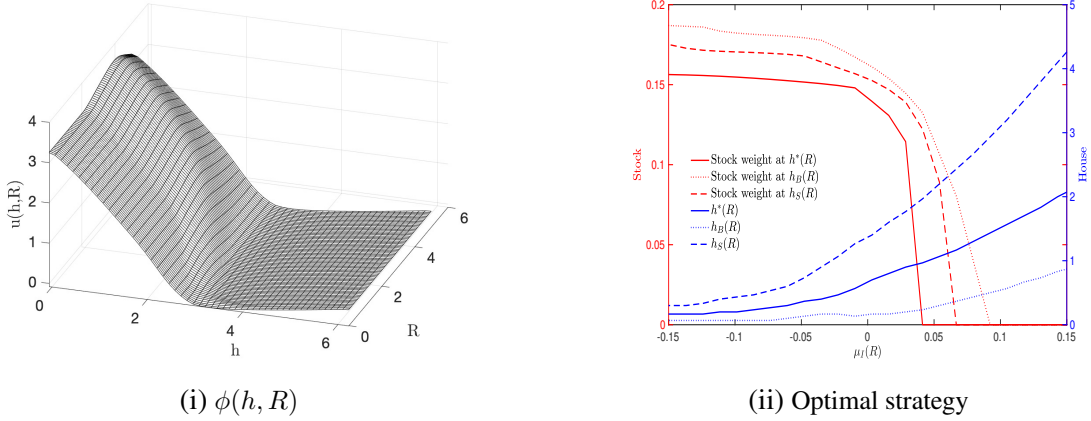 4
3
2
1
0
u(h,R)
0
2
4
6
h
0
2
4
6
R
(i) ϕ(h, R)
0.2
0.15
0.1
0.05
0
Stock
5
4
3
2
1
0
House
Stock weight at h*(R)
Stock weight at h_B(R)
Stock weight at h_S(R)
h*(R)
h_B(R)
h_S(R)
-0.15 -0.1 -0.05 0 0.05 0.1 0.15
μ_I(R)
(ii) Optimal strategy